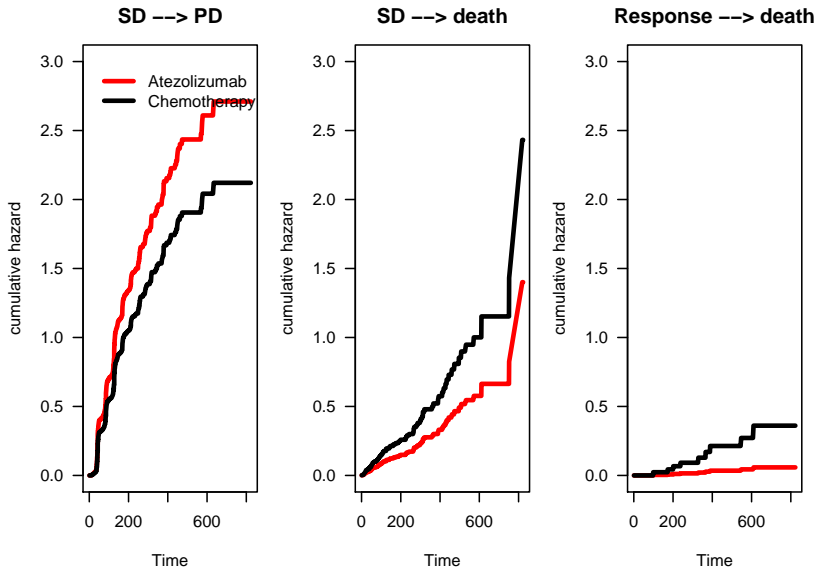 SD −−> PD
cumulative hazard
3.0
2.5
2.0
1.5
1.0
0.5
0.0
Atezolizumab
Chemotherapy
0 200 600
Time
SD −−> death
cumulative hazard
3.0
2.5
2.0
1.5
1.0
0.5
0.0
0 200 600
Time
Response −−> death
cumulative hazard
3.0
2.5
2.0
1.5
1.0
0.5
0.0
0 200 600
Time